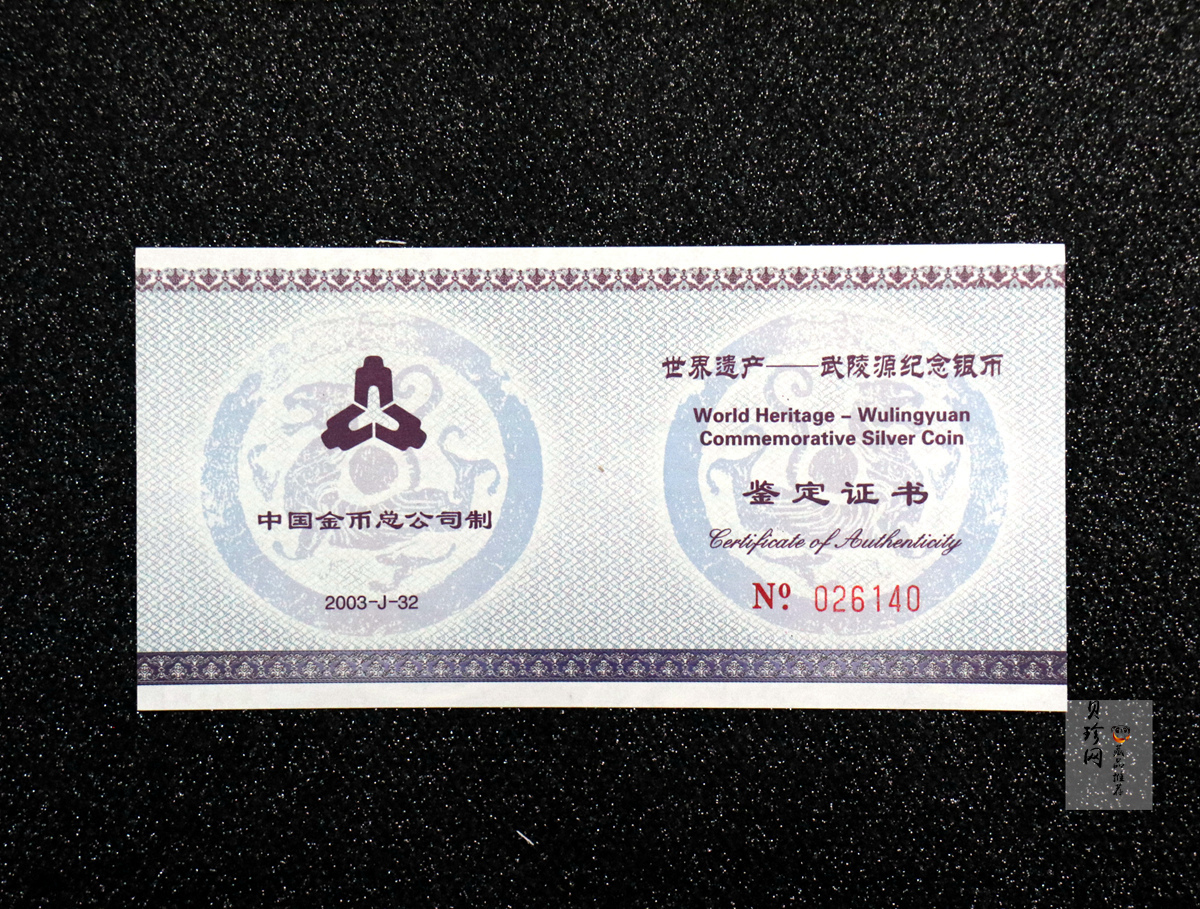 中国金币总公司制
2003-J-32
世界遗产——武陵源纪念银币
World Heritage – Wulingyuan
Commemorative Silver Coin
鉴定证书
Certificate of Authenticity
Nº. 026140
贝珍网